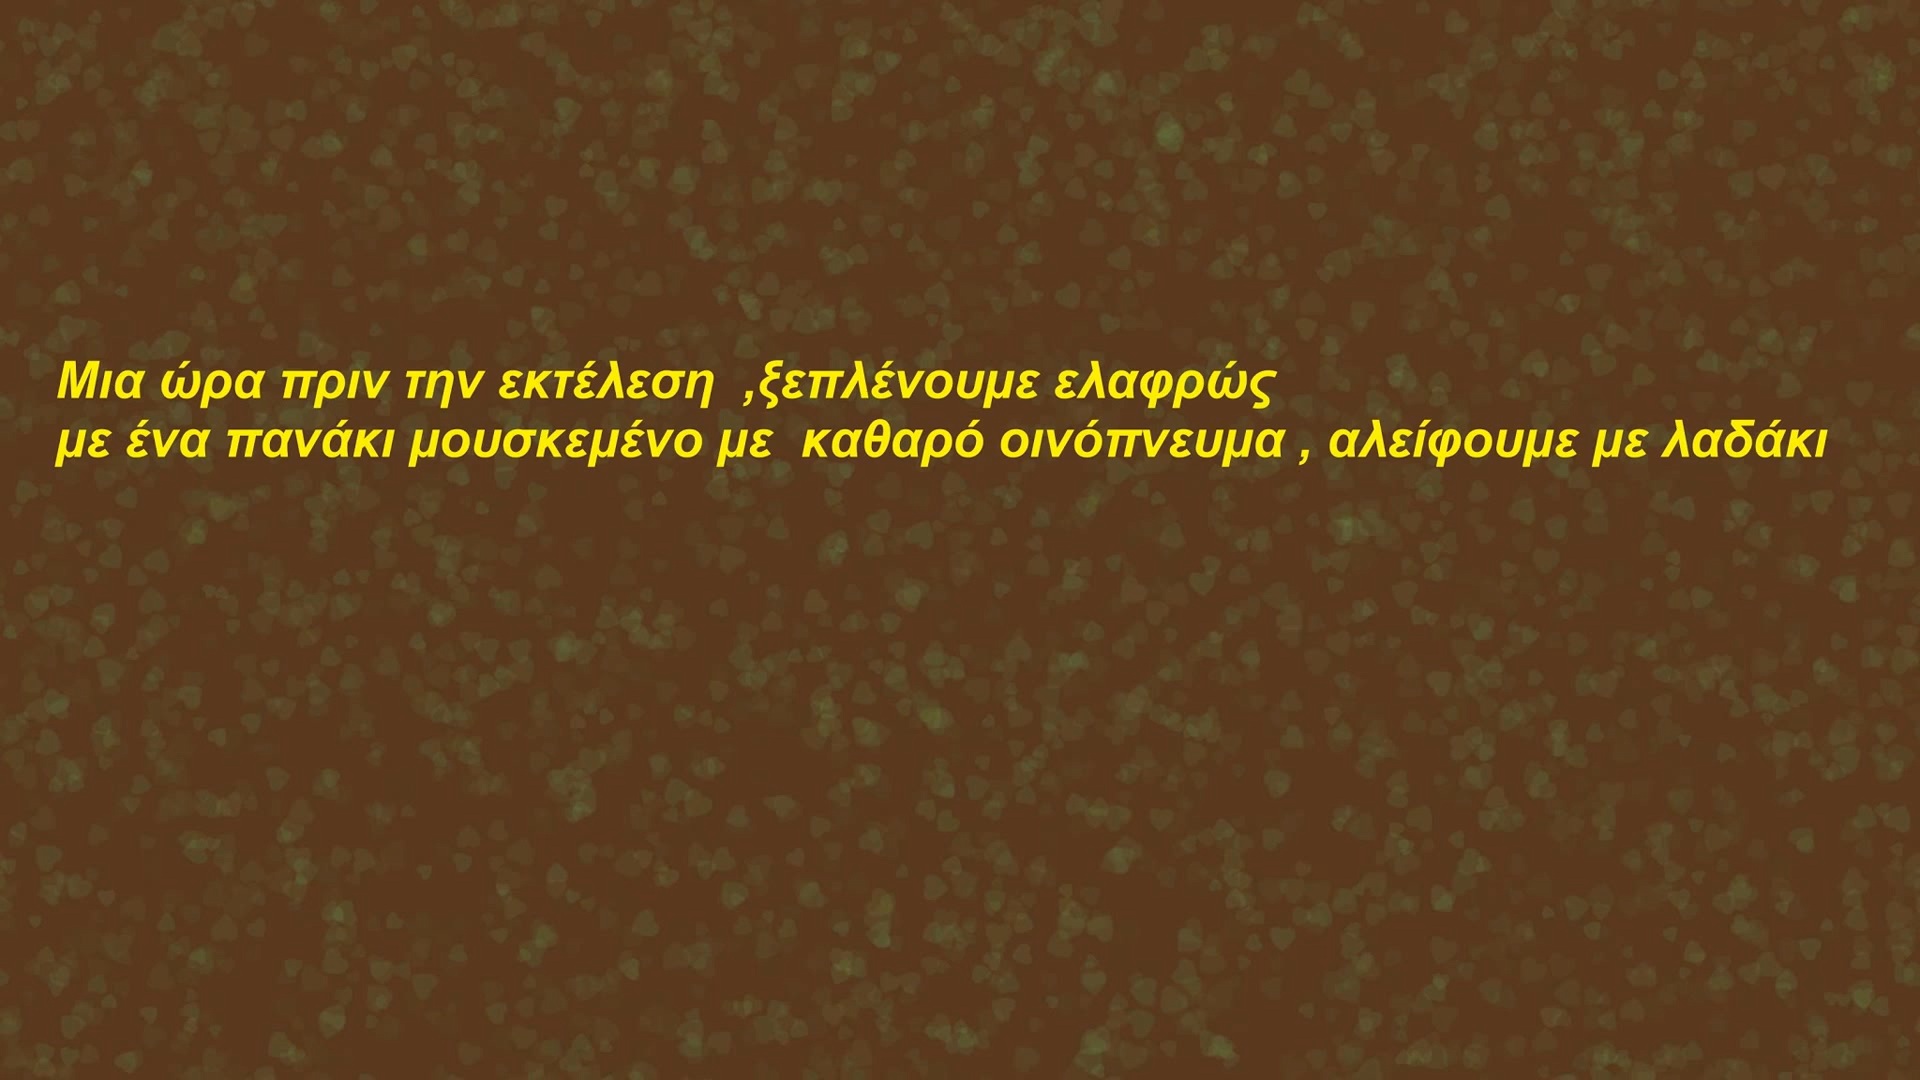 Μια ώρα πριν την εκτέλεση ,ξεπλένουμε ελαφρώς
με ένα πανάκι μουσκεμένο με καθαρό οινόπνευμα , αλείφουμε με λαδάκι